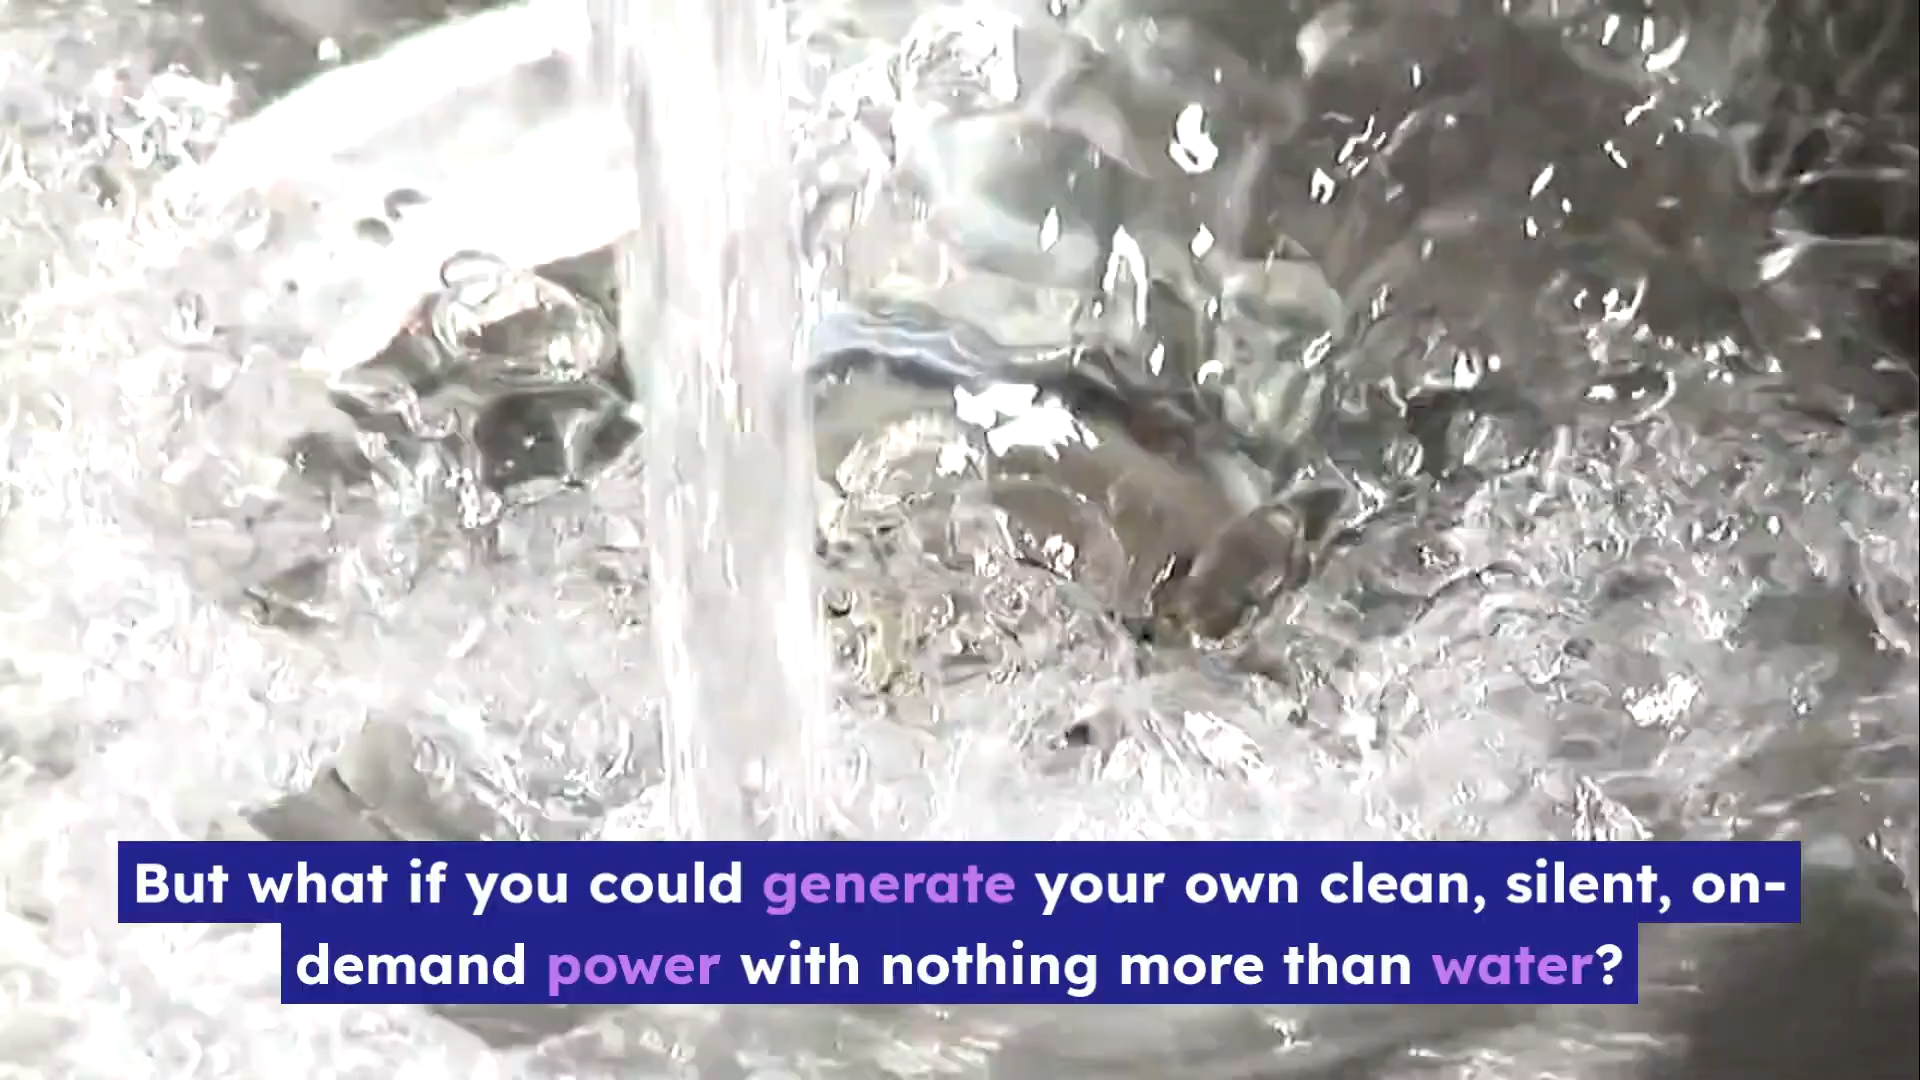 But what if you could generate your own clean, silent, on-
demand power with nothing more than water?